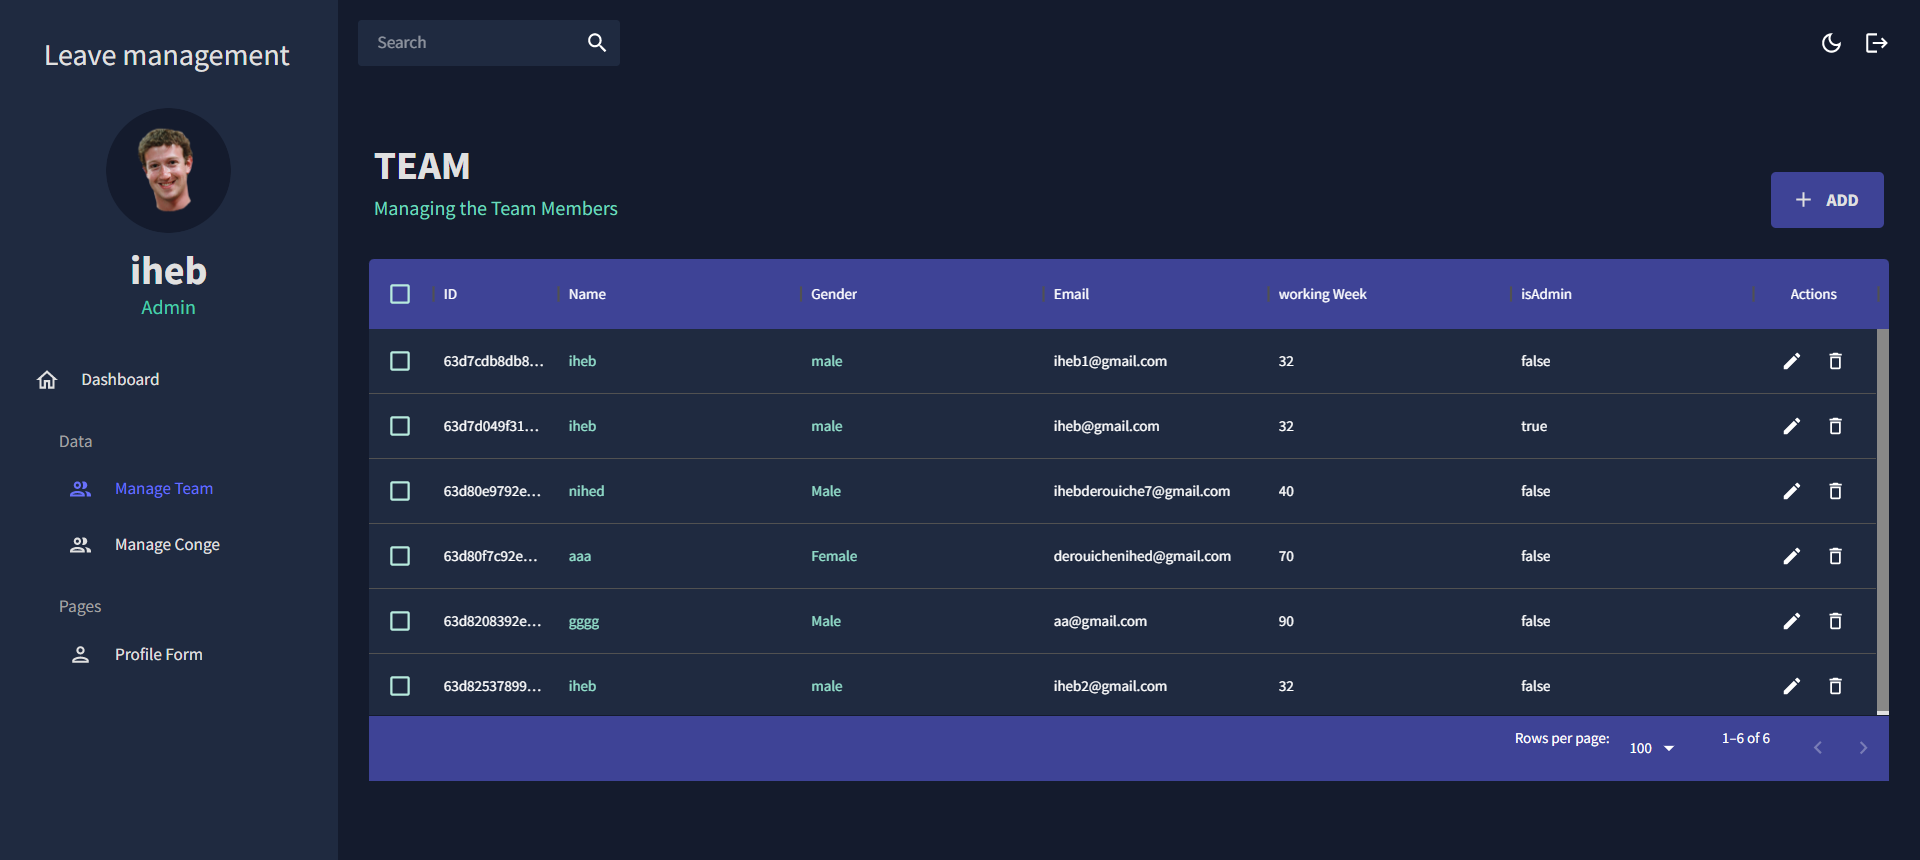 Leave management
iheb
Admin
Dashboard
Data
Manage Team
Manage Conge
Pages
Profile Form
Search
TEAM
Managing the Team Members
ADD
ID Name Gender Email working Week isAdmin Actions
63d7cdb8db8... iheb male iheb1@gmail.com 32 false
63d7d049f31... iheb male iheb@gmail.com 32 true
63d80e9792e... nihed Male ihebderouiche7@gmail.com 40 false
63d80f7c92e... aaa Female derouichenihed@gmail.com 70 false
63d8208392e... gggg Male aa@gmail.com 90 false
63d82537899... iheb male iheb2@gmail.com 32 false
Rows per page: 100 1–6 of 6